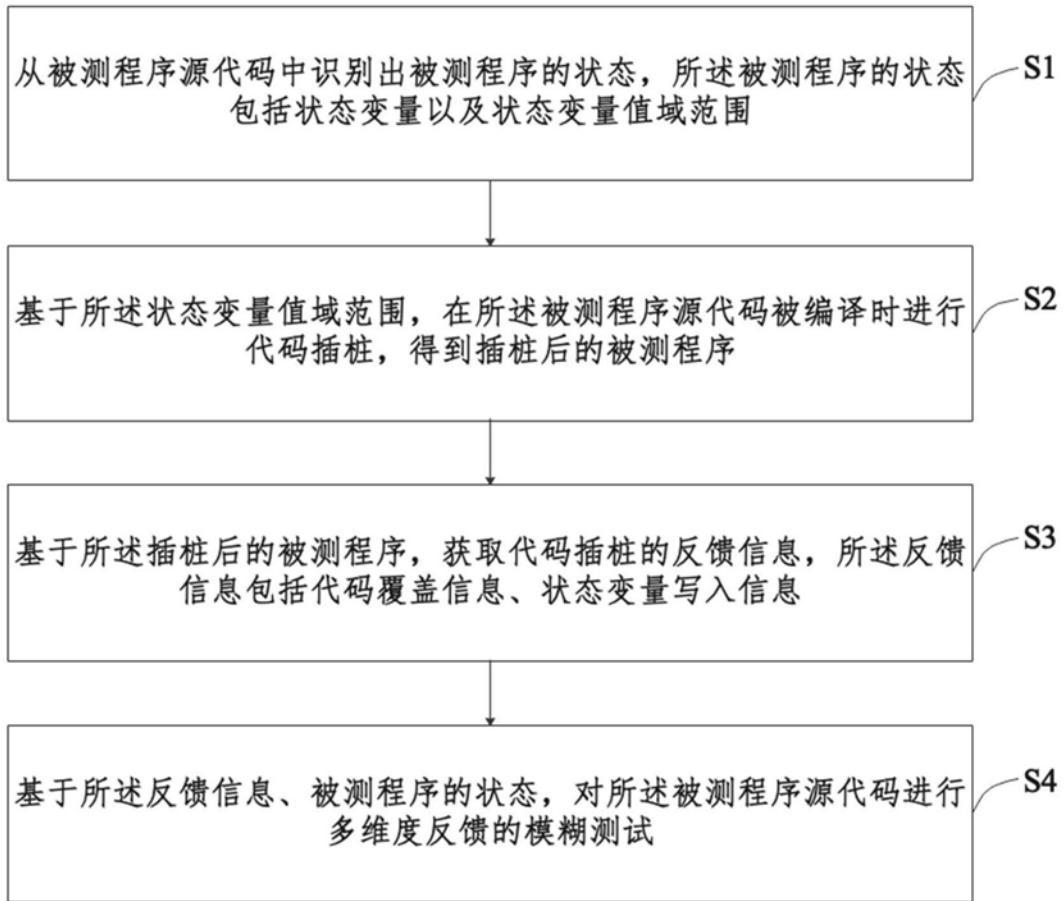 从被测程序源代码中识别出被测程序的状态，所述被测程序的状态
包括状态变量以及状态变量值域范围
S1
基于所述状态变量值域范围，在所述被测程序源代码被编译时进行
代码插桩，得到插桩后的被测程序
S2
基于所述插桩后的被测程序，获取代码插桩的反馈信息，所述反馈
信息包括代码覆盖信息、状态变量写入信息
S3
基于所述反馈信息、被测程序的状态，对所述被测程序源代码进行
多维度反馈的模糊测试
S4